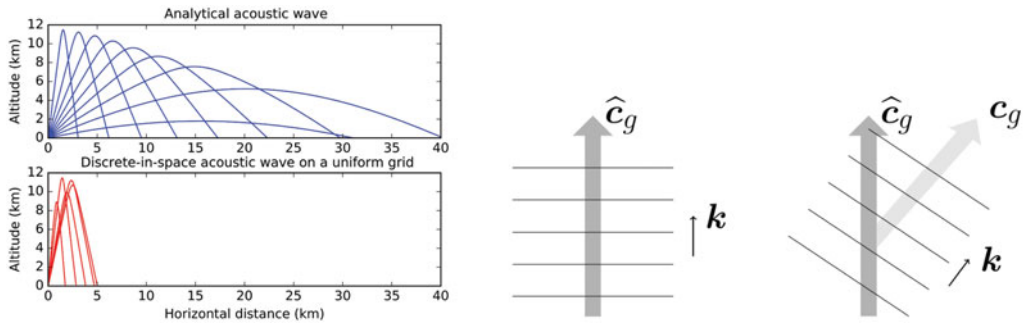 Analytical acoustic wave
Altitude (km)
12
10
8
6
4
2
0
0 5 10 15 20 25 30 35 40
Discrete-in-space acoustic wave on a uniform grid
Altitude (km)
12
10
8
6
4
2
0
0 5 10 15 20 25 30 35 40
Horizontal distance (km)
ĉg
k
ĉg
cg
k